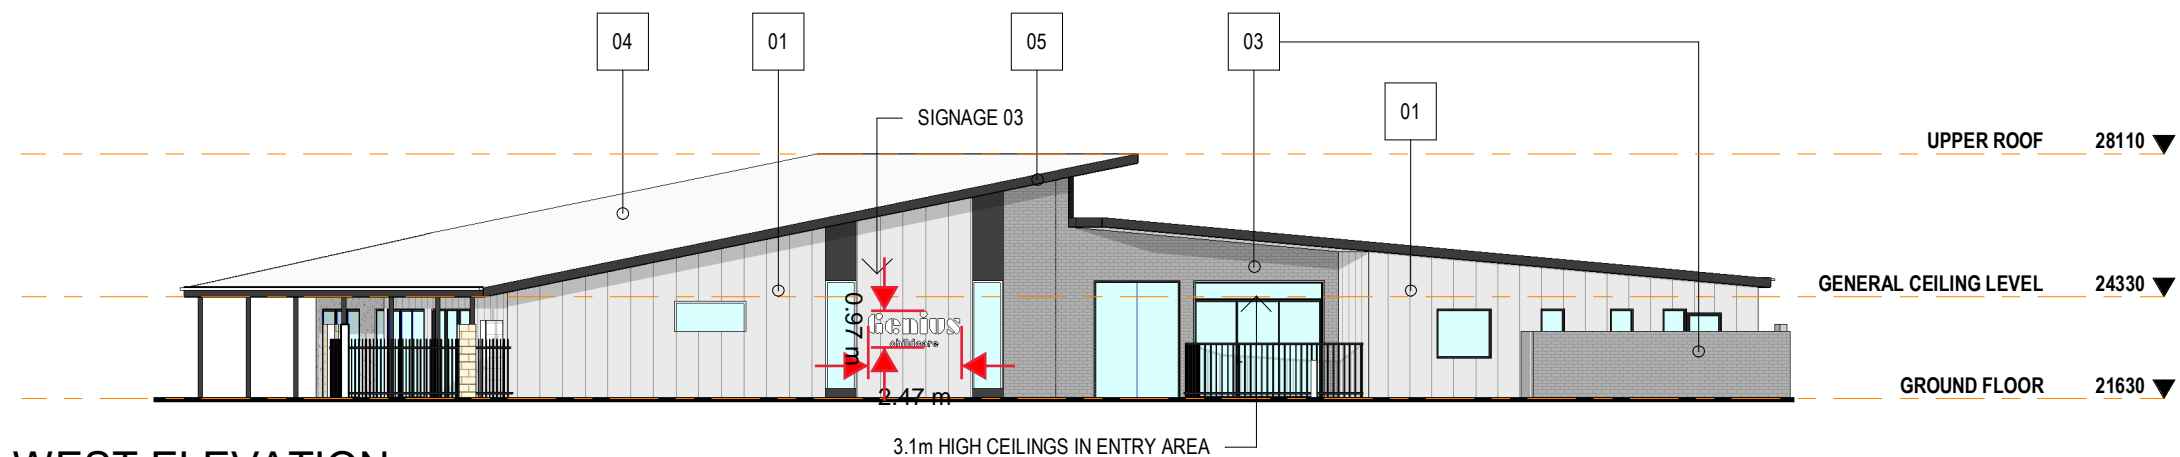 04
01
05
03
SIGNAGE 03
01
UPPER ROOF 28110
GENERAL CEILING LEVEL 24330
0.97 m
Genius
childcare
GROUND FLOOR 21630
2.47 m
3.1m HIGH CEILINGS IN ENTRY AREA
WEST ELEVATION